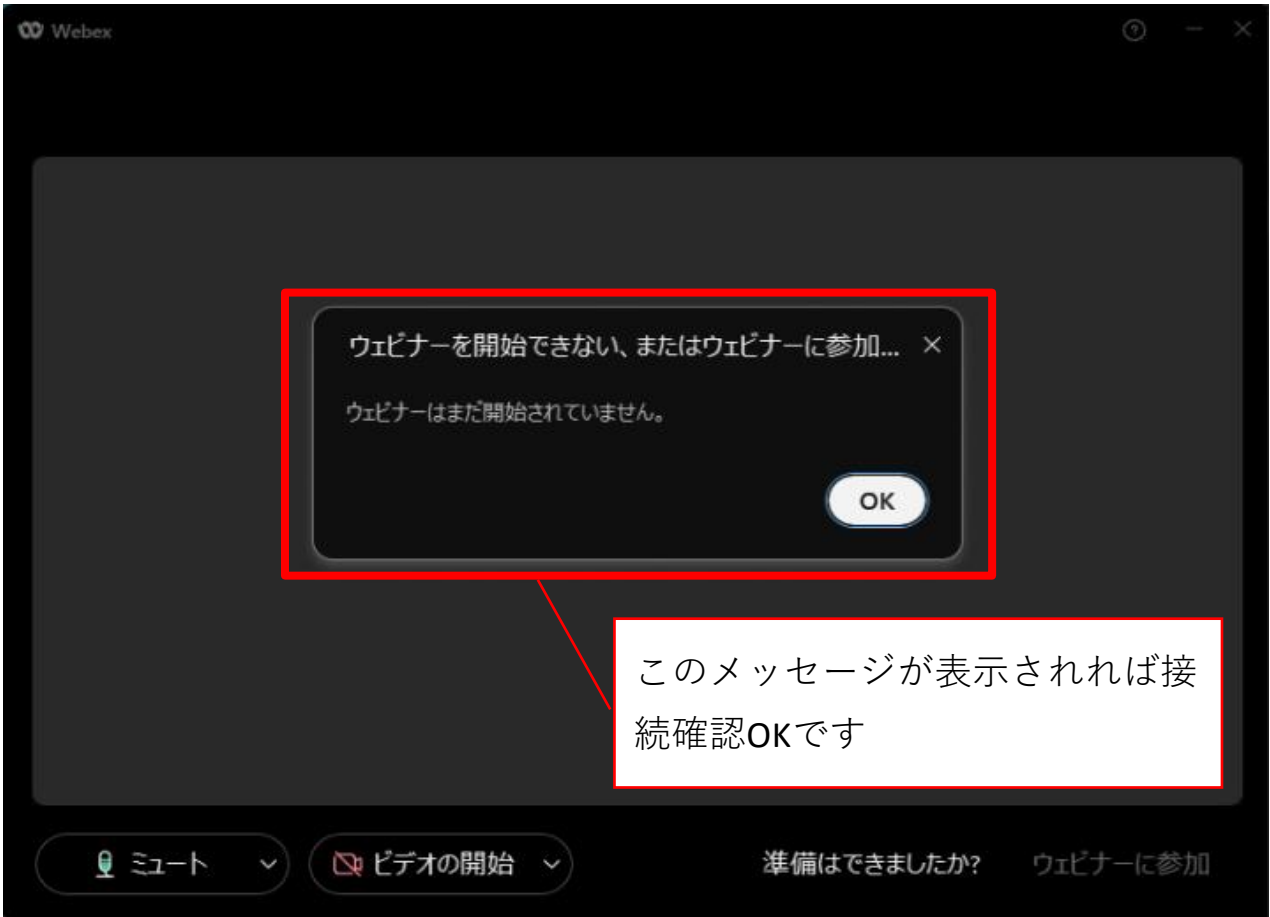 Webex
ウェビナーを開始できない、またはウェビナーに参加...
ウェビナーはまだ開始されていません。
OK
このメッセージが表示されれば接
続確認OKです
ミュート
ビデオの開始
準備はできましたか?
ウェビナーに参加